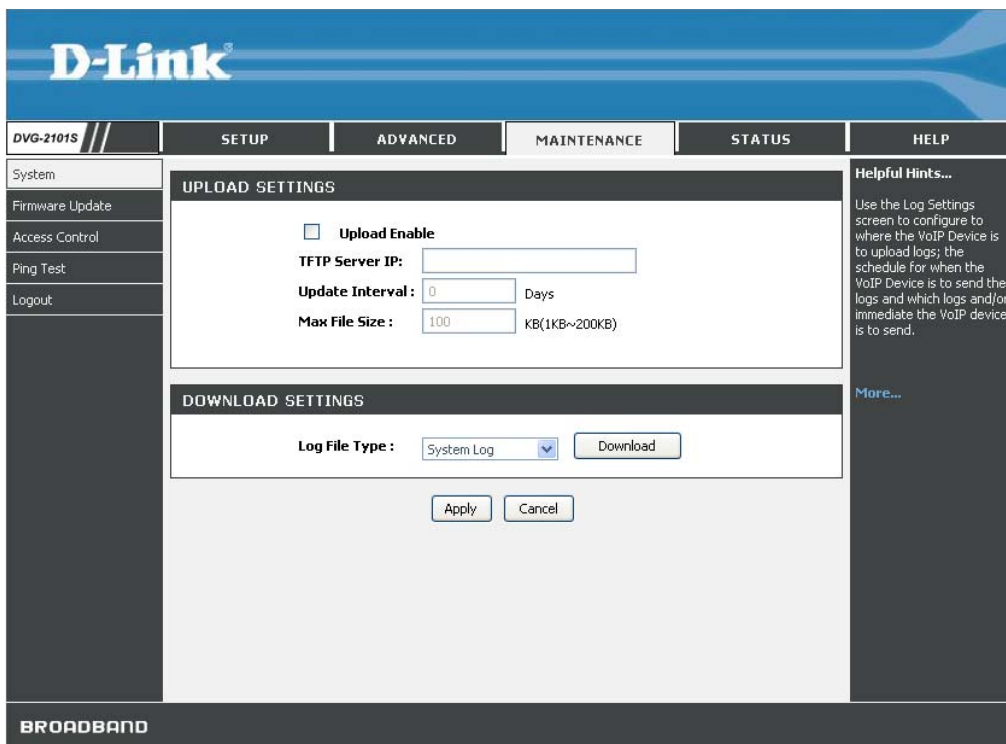 D-Link®
DVG-2101S
SETUP
ADVANCED
MAINTENANCE
STATUS
HELP
System
Firmware Update
Access Control
Ping Test
Logout
UPLOAD SETTINGS
Upload Enable
TFTP Server IP:
Update Interval : 0 Days
Max File Size : 100 KB(1KB~200KB)
DOWNLOAD SETTINGS
Log File Type : System Log Download
Apply Cancel
Helpful Hints...
Use the Log Settings
screen to configure to
where the VoIP Device is
to upload logs; the
schedule for when the
VoIP Device is to send the
logs and which logs and/or
immediate the VoIP device
is to send.
More...
BROADBAND